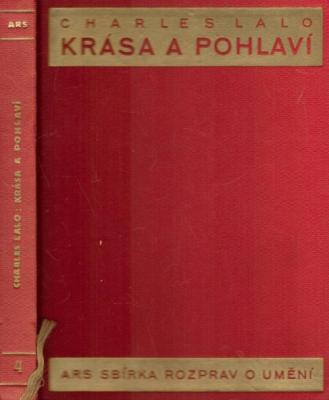 ARS
CHARLES LALO: KRÁSA A POHLAVÍ
4
CHARLES LALO
KRÁSA A POHLAVÍ
ARS SBÍRKA ROZPRAV O UMĚNÍ